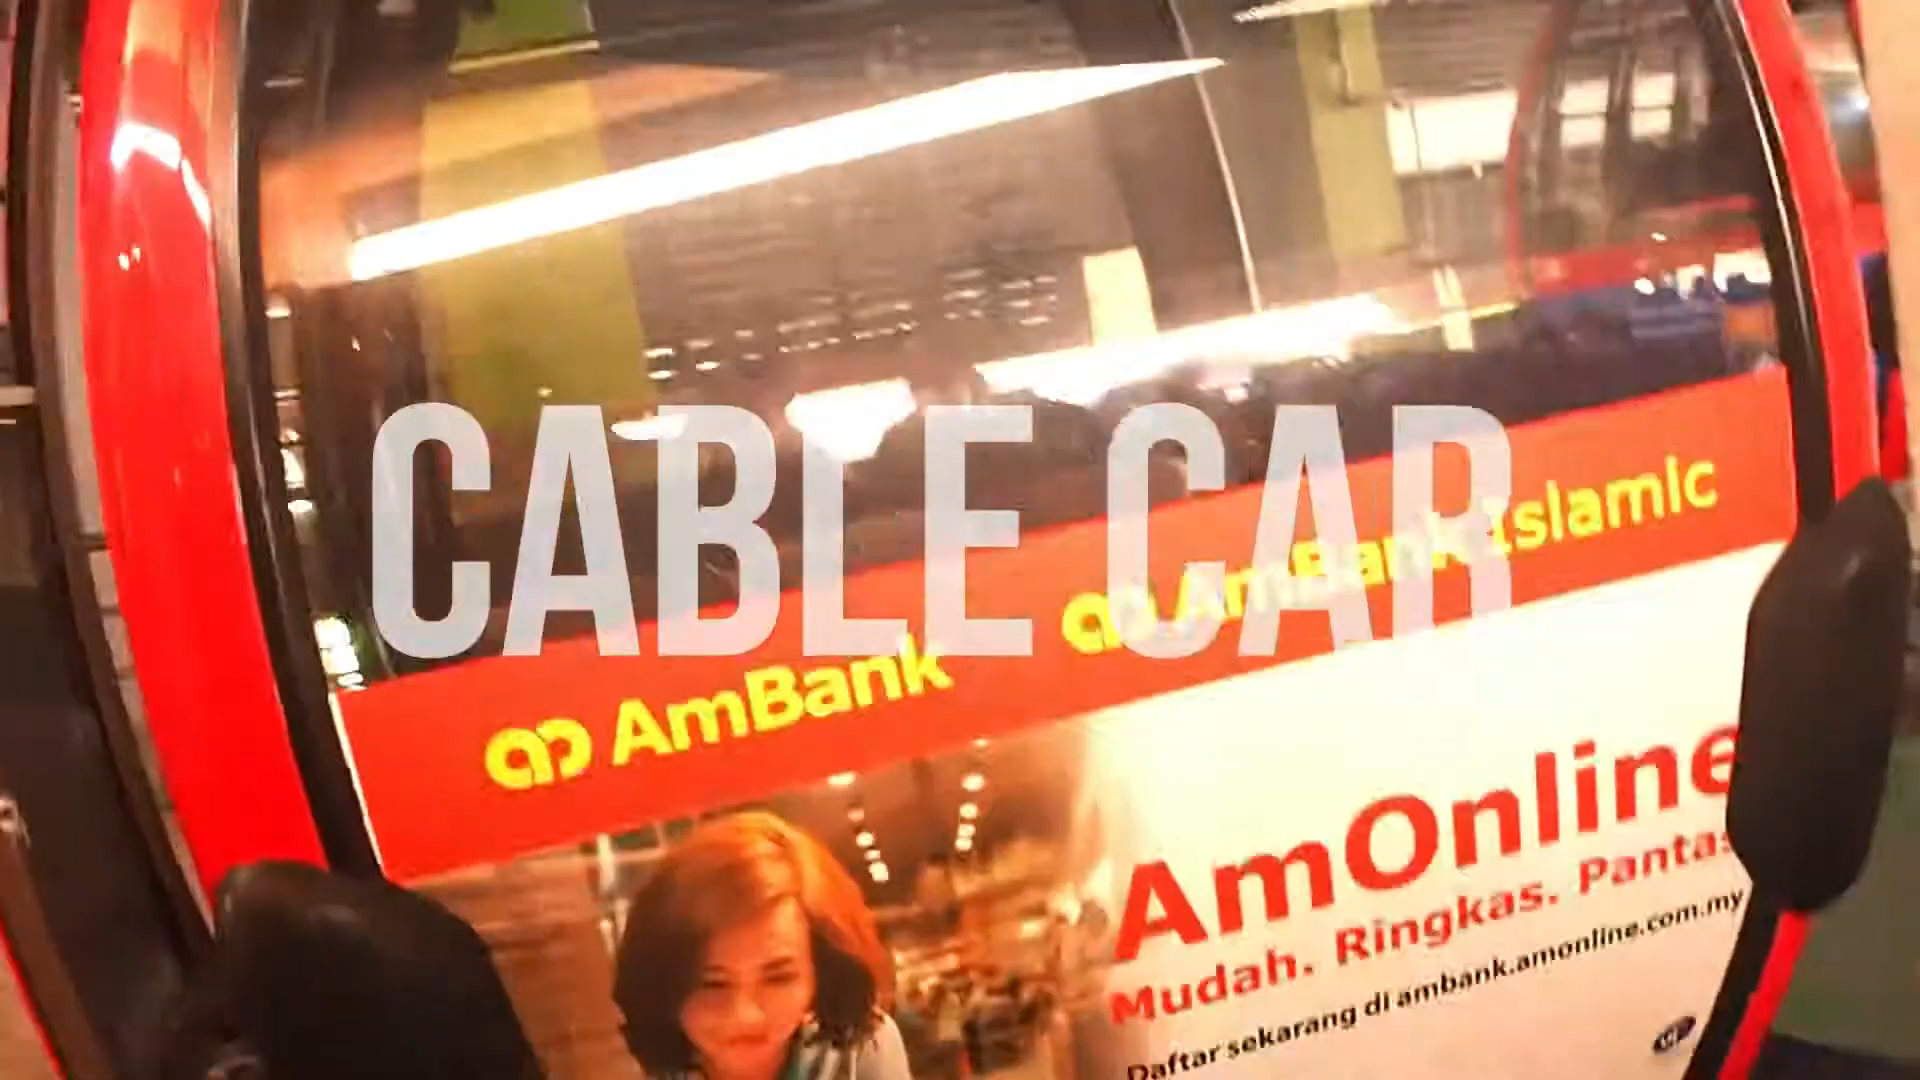 CABLE CAR
AmBank AmBank Islamic
AmOnline
Mudah. Ringkas. Pantas
Daftar sekarang di ambank.amonline.com.my